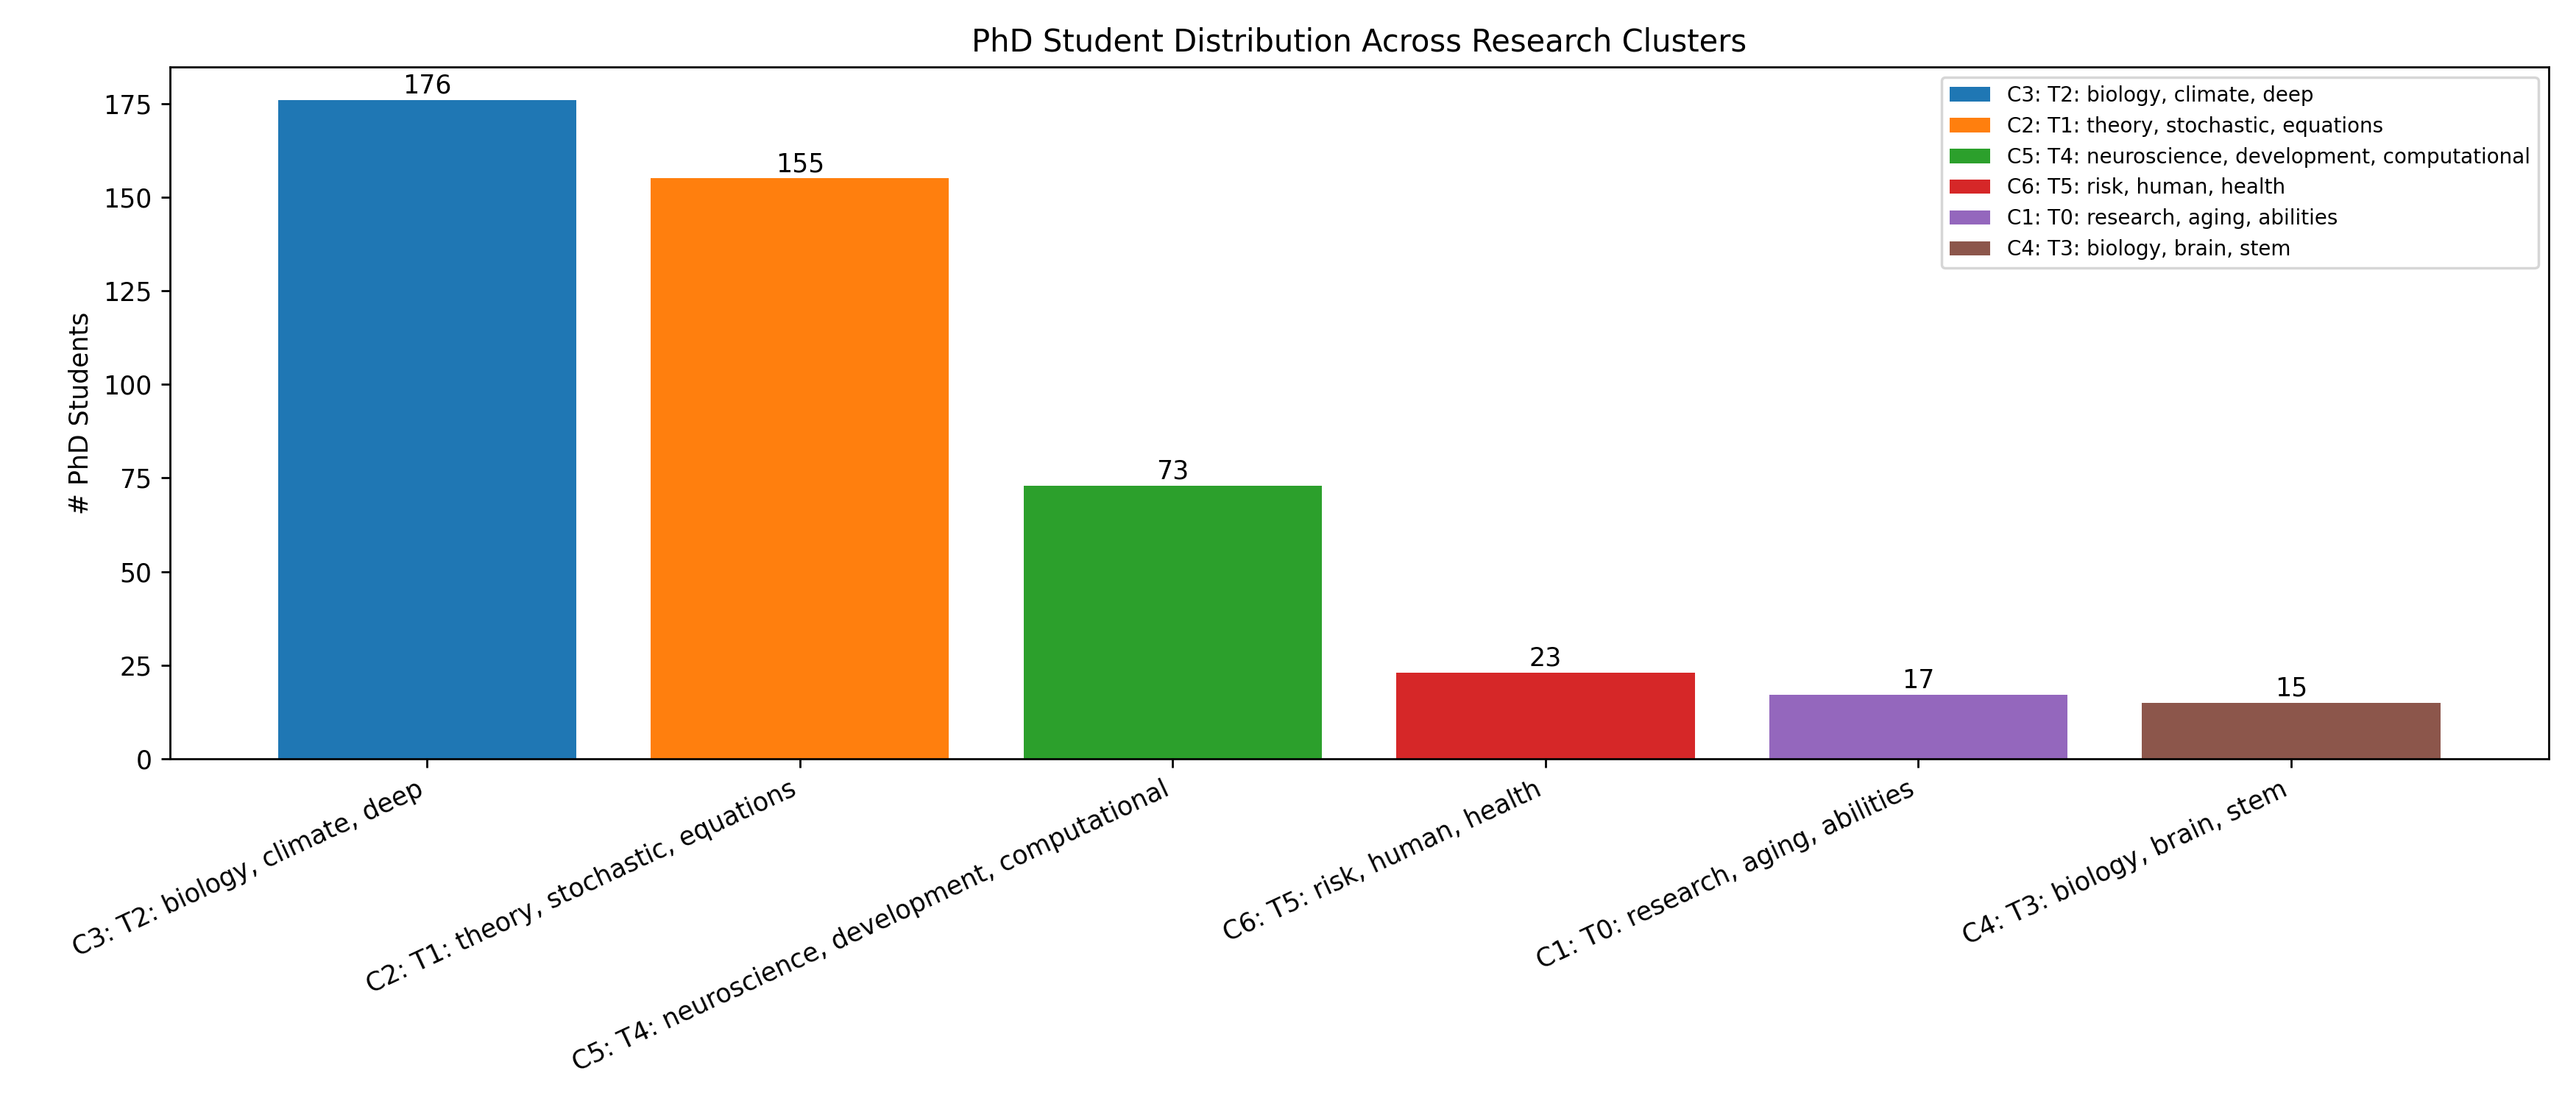 PhD Student Distribution Across Research Clusters
# PhD Students
175
150
125
100
75
50
25
0
176
155
73
23
17
15
C3: T2: biology, climate, deep
C2: T1: theory, stochastic, equations
C5: T4: neuroscience, development, computational
C6: T5: risk, human, health
C1: T0: research, aging, abilities
C4: T3: biology, brain, stem
C3: T2: biology, climate, deep
C2: T1: theory, stochastic, equations
C5: T4: neuroscience, development, computational
C6: T5: risk, human, health
C1: T0: research, aging, abilities
C4: T3: biology, brain, stem